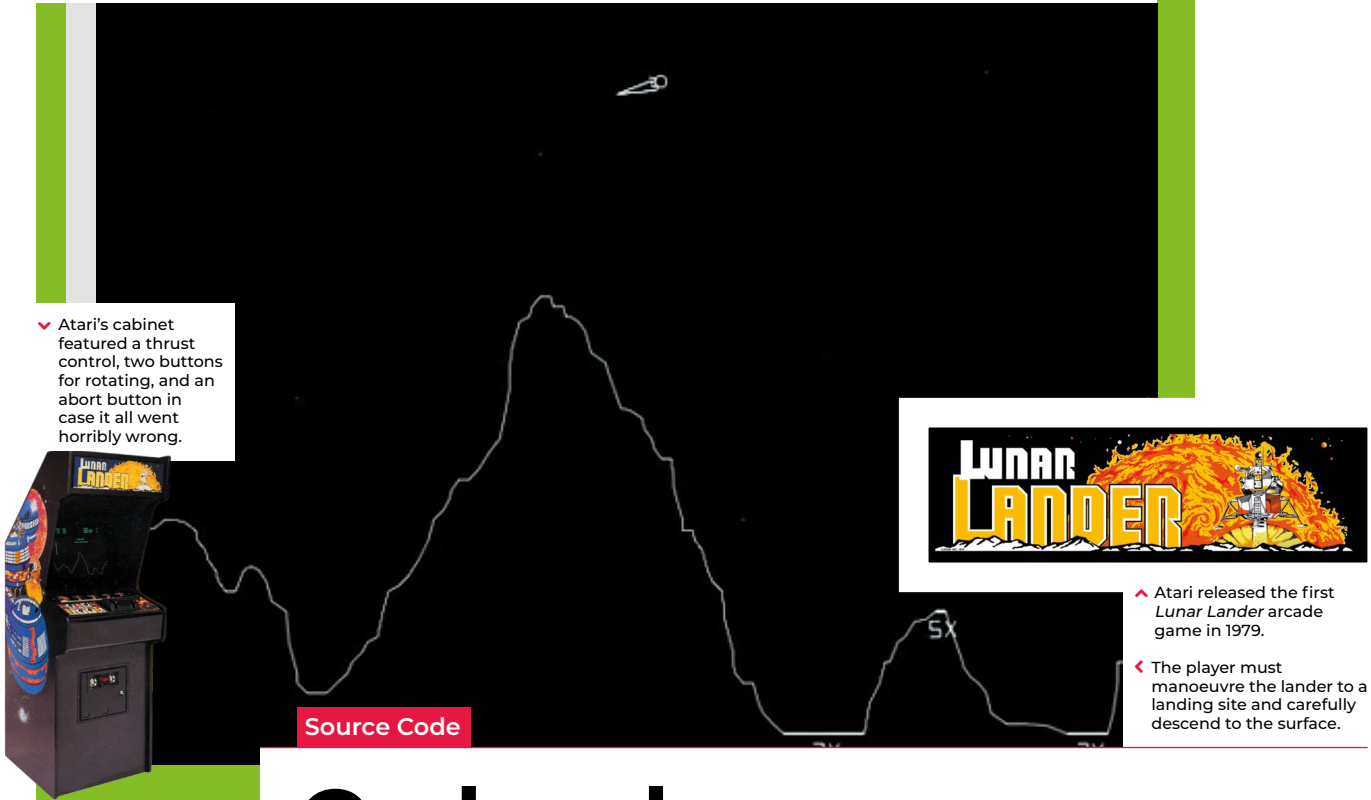 Atari's cabinet
featured a thrust
control, two buttons
for rotating, and an
abort button in
case it all went
horribly wrong.
LUNAR
LANDER
LUNAR
LANDER
Atari released the first
Lunar Lander arcade
game in 1979.
5X
The player must
manoeuvre the lander to a
landing site and carefully
descend to the surface.
Source Code